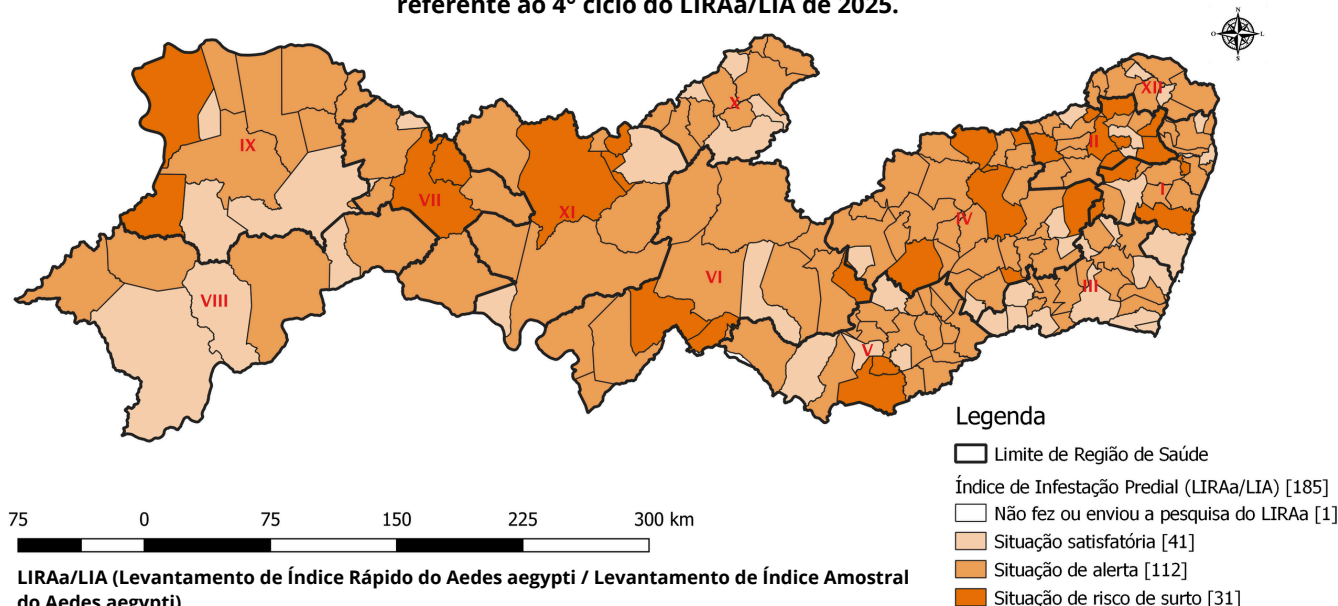 referente ao 4º ciclo do LIRAa/LIA de 2025.
N
O L
S
XII
X
IX
II
VII
I
XI
IV
VI
III
VIII
V
Legenda
Limite de Região de Saúde
Índice de Infestação Predial (LIRAa/LIA) [185]
Não fez ou enviou a pesquisa do LIRAa [1]
Situação satisfatória [41]
Situação de alerta [112]
Situação de risco de surto [31]
75 0 75 150 225 300 km
LIRAa/LIA (Levantamento de Índice Rápido do Aedes aegypti / Levantamento de Índice Amostral
do Aedes aegypti)